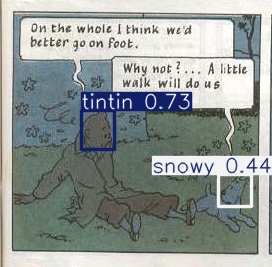 On the whole I think we'd
better go on foot.
Why not?... A little
walk will do us
tintin 0.73
snowy 0.44